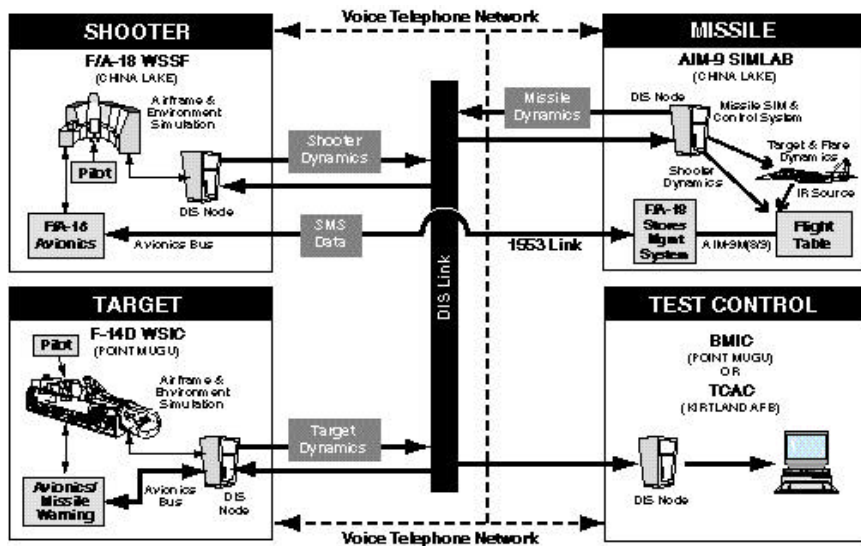 Voice Telephone Network
SHOOTER
F/A-18 WSSF
(CHINA LAKE)
Airframe &
Environment
Simulation
Pilot
DIS Node
F/A-18
Avionics
Avionics Bus
Shooter
Dynamics
SMS
Data
Missile
Dynamics
1553 Link
DIS Link
MISSILE
AIM-9 SIMLAB
(CHINA LAKE)
DIS Node
Missile SIM &
Control System
Target & Flare
Dynamics
Shooter
Dynamics
IR Source
F/A-18
Stores
Mgmt
System
AIM-9M(8/9)
Flight
Table
TARGET
F-14D WSIC
(POINT MUGU)
Pilot
Airframe &
Environment
Simulation
Avionics/
Missile
Warning
Avionics
Bus
DIS
Node
Target
Dynamics
TEST CONTROL
BMIC
(POINT MUGU)
OR
TCAC
(KIRTLAND AFB)
DIS Node
Voice Telephone Network